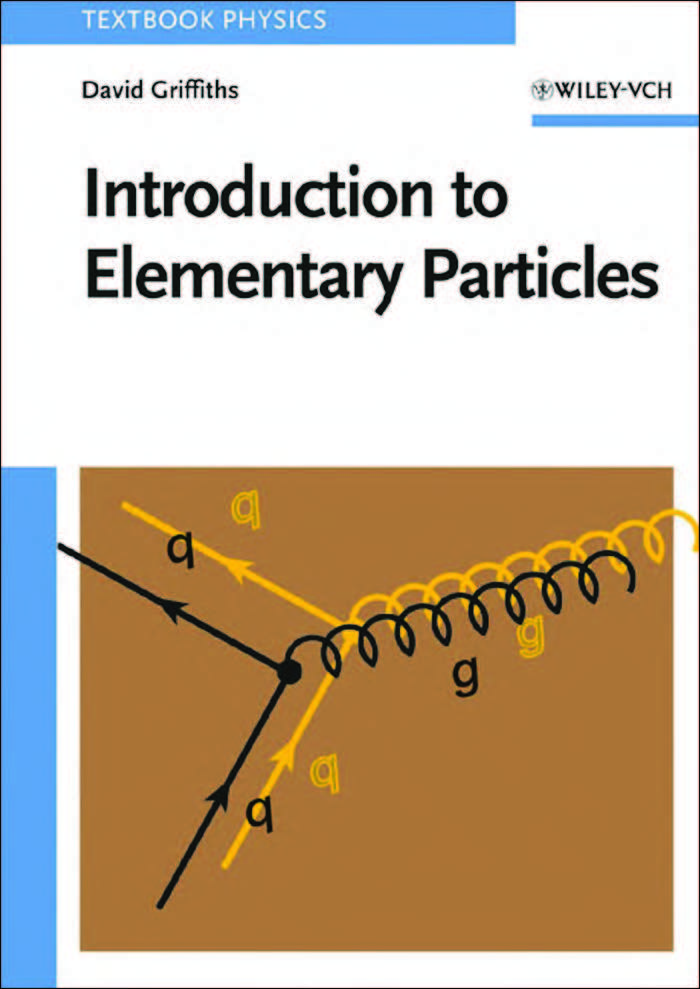 TEXTBOOK PHYSICS
David Griffiths
WILEY-VCH
Introduction to
Elementary Particles
q
q
g
g
q
q